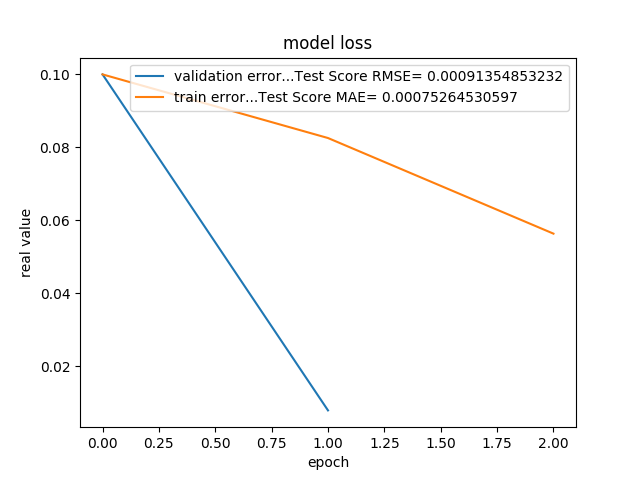 model loss
validation error...Test Score RMSE= 0.00091354853232
train error...Test Score MAE= 0.00075264530597
0.10
0.08
0.06
0.04
0.02
real value
0.00 0.25 0.50 0.75 1.00 1.25 1.50 1.75 2.00
epoch